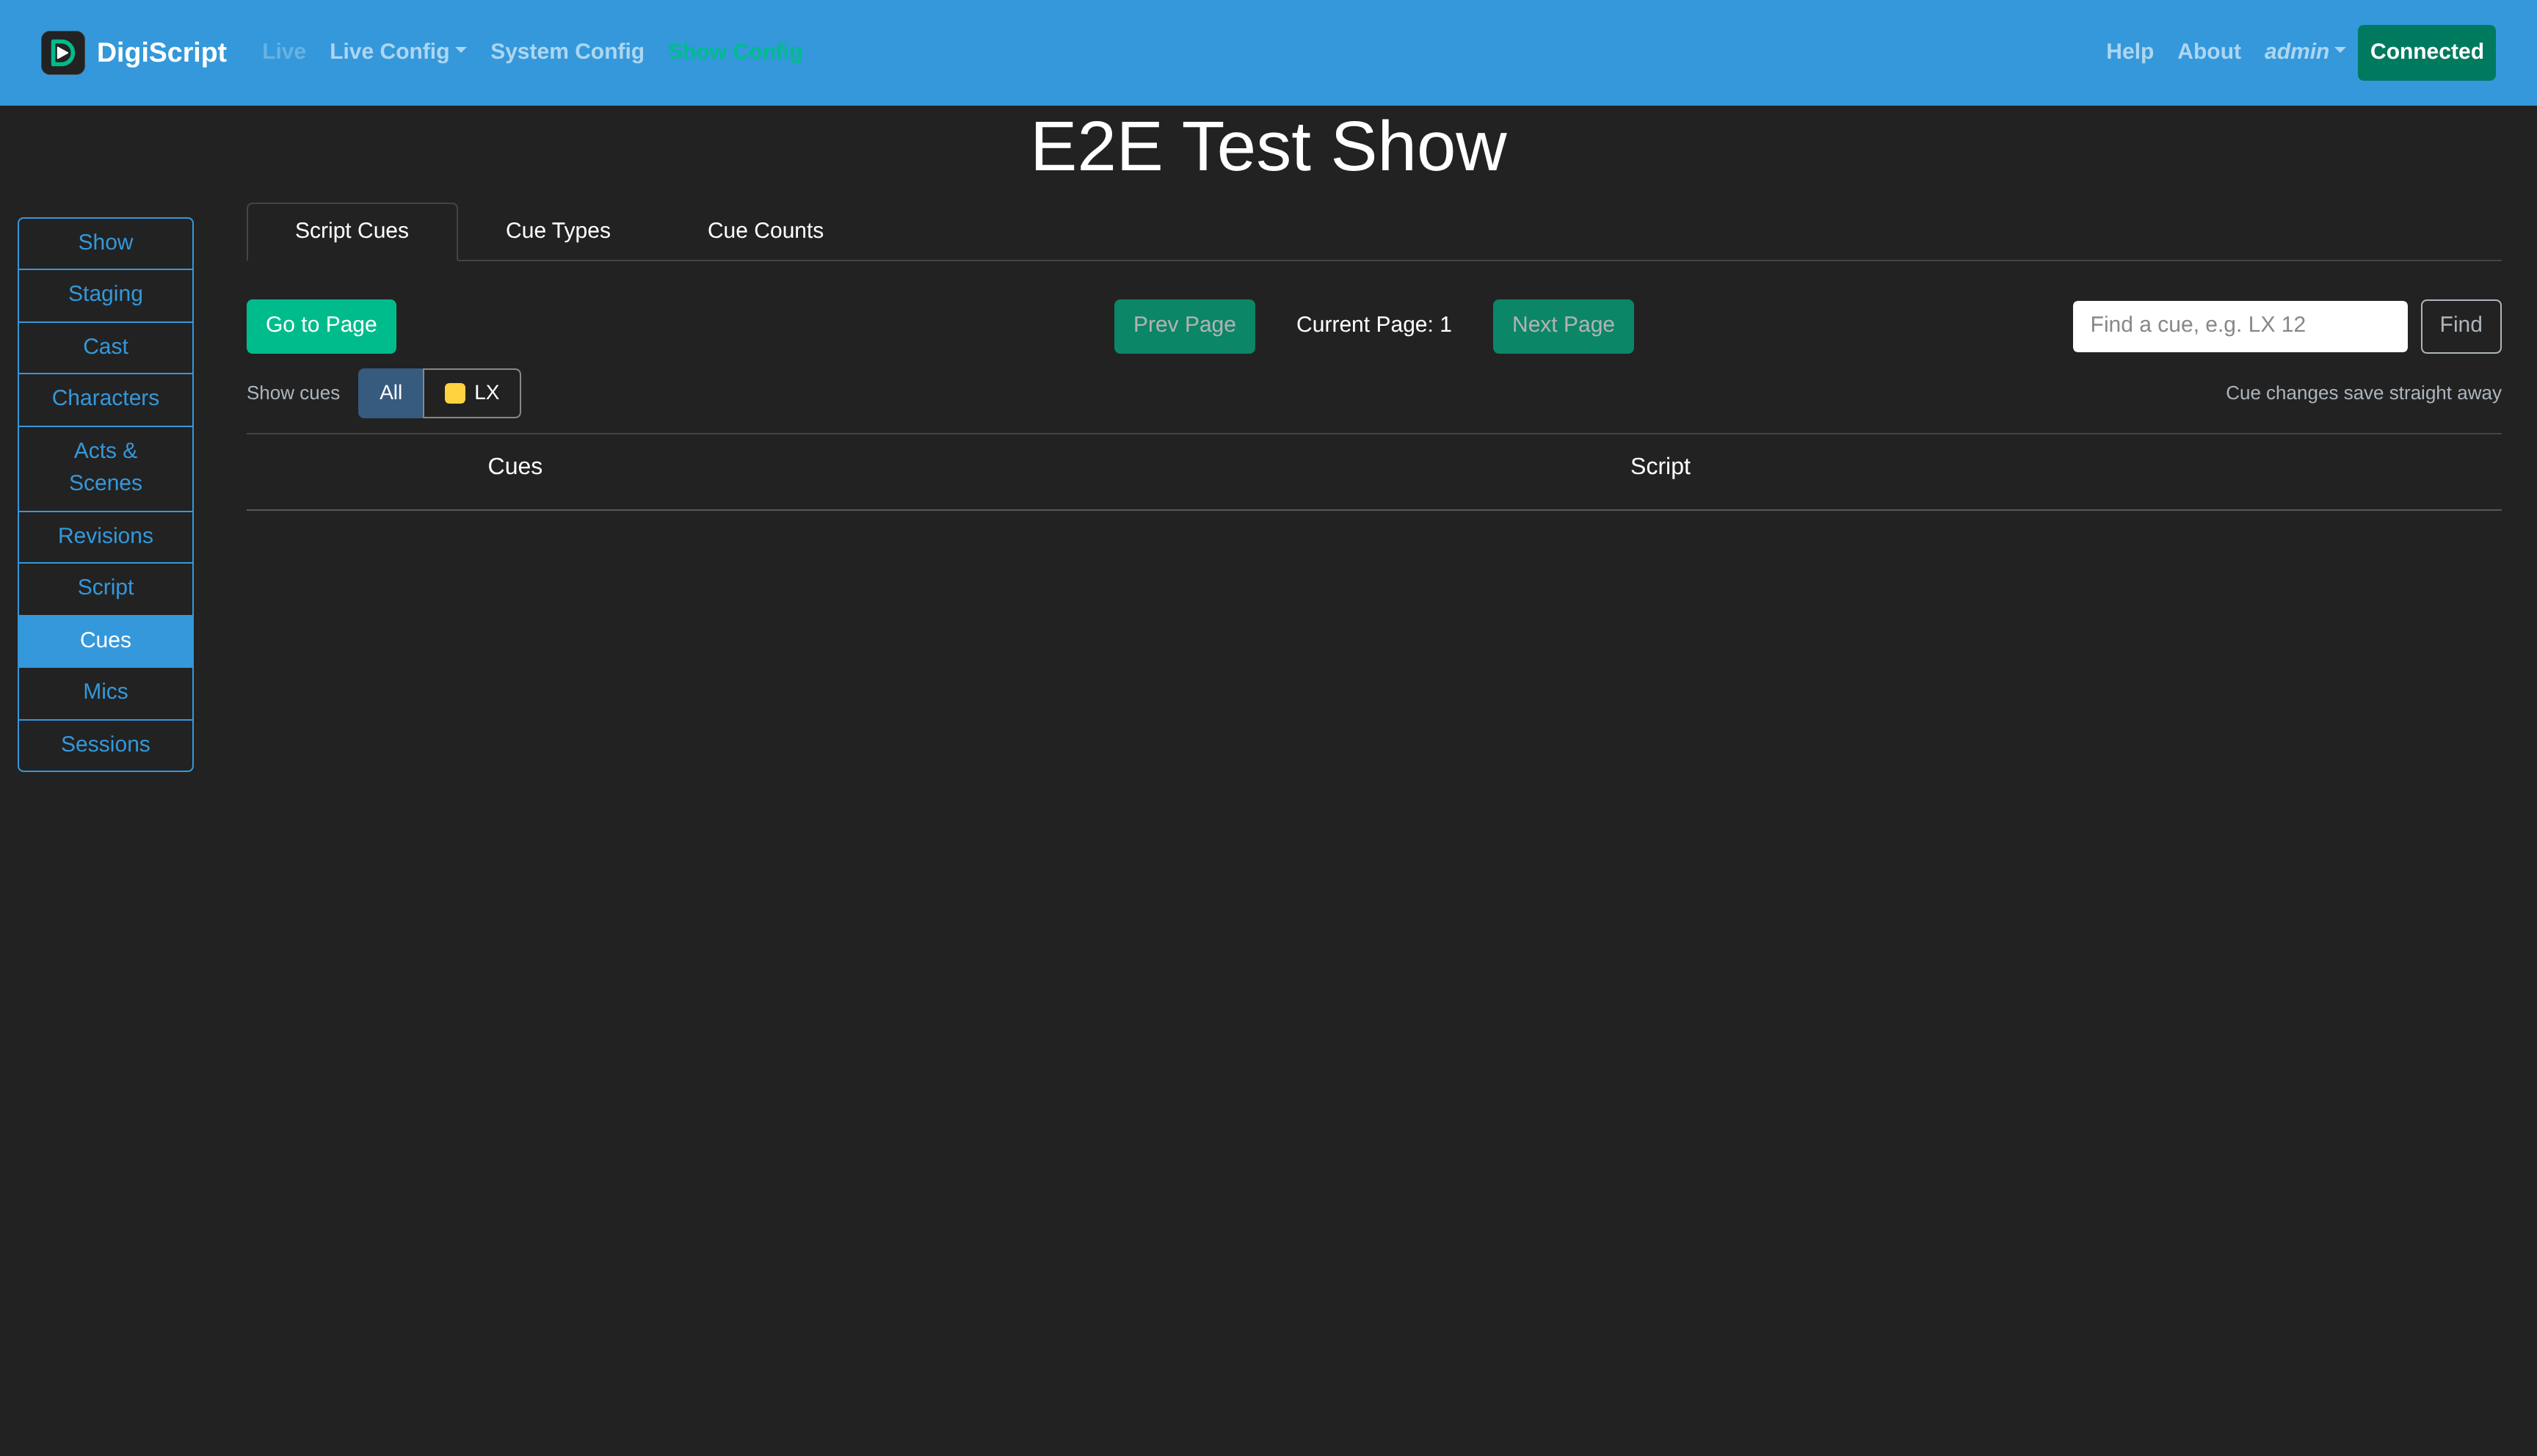 DigiScript Live Live Config System Config Show Config Help About admin Connected
E2E Test Show
Script Cues Cue Types Cue Counts
Show
Staging
Cast
Characters
Acts &
Scenes
Revisions
Script
Cues
Mics
Sessions
Go to Page Prev Page Current Page: 1 Next Page Find a cue, e.g. LX 12 Find
Show cues All LX Cue changes save straight away
Cues Script